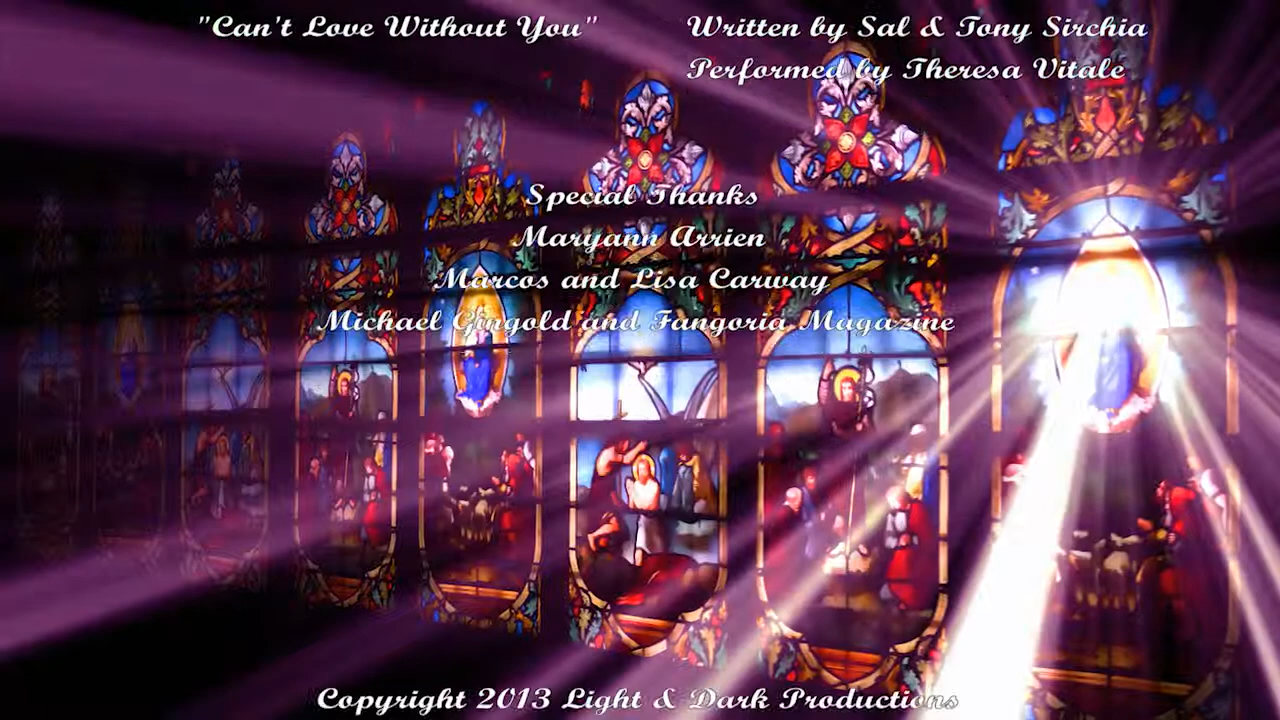 "Can't Love Without You"
Written by Sal & Tony Sirchia
Performed by Theresa Vitale
Special Thanks
Maryann Arrien
Marcos and Lisa Carway
Michael Gingold and Fangoria Magazine
Copyright 2013 Light & Dark Productions